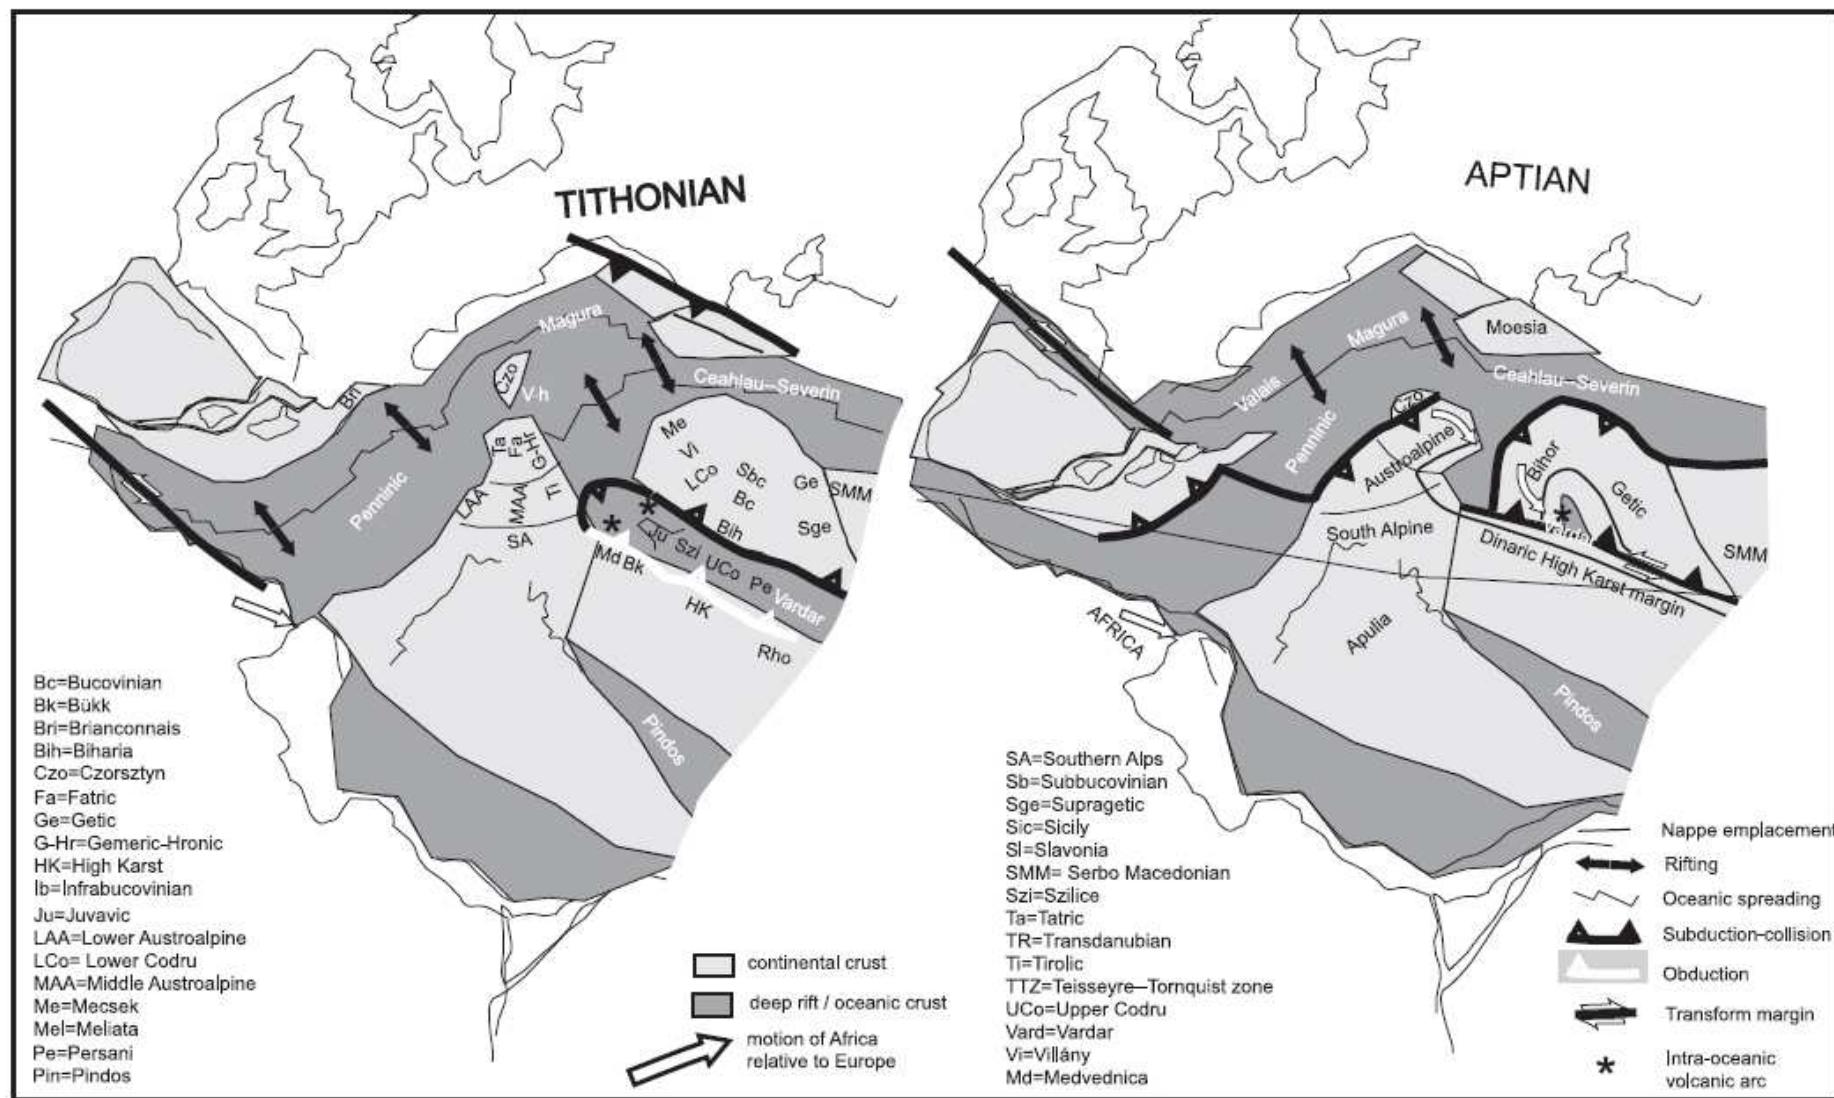 TITHONIAN
Magura
Czo
V-h
Bri
Ceahlau–Severin
Penninic
Ta
Fa
G-Hr
LAA
MAA
TI
SA
Me
Vi
LCo
Sbc
Bc
Bih
Ge
SMM
Sge
Ju
Szi
UCo
Pe
Vardar
Md
Bk
HK
Rho
Pindos
Bc=Bucovinian
Bk=Bükk
Bri=Brianconnais
Bih=Biharia
Czo=Czorsztyn
Fa=Fatric
Ge=Getic
G-Hr=Gemeric-Hronic
HK=High Karst
Ib=Infrabucovinian
Ju=Juvavic
LAA=Lower Austroalpine
LCo= Lower Codru
MAA=Middle Austroalpine
Me=Mecsek
Mel=Meliata
Pe=Persani
Pin=Pindos
continental crust
deep rift / oceanic crust
motion of Africa
relative to Europe
APTIAN
Moesia
Magura
Valais
Ceahlau–Severin
Penninic
Czo
Austroalpine
Bihor
Getic
Vardar
SMM
South Alpine
Dinaric High Karst margin
AFRICA
Apulia
Pindos
SA=Southern Alps
Sb=Subbucovinian
Sge=Supragetic
Sic=Sicily
Sl=Slavonia
SMM= Serbo Macedonian
Szi=Szilice
Ta=Tatric
TR=Transdanubian
Ti=Tirolic
TTZ=Teisseyre–Tornquist zone
UCo=Upper Codru
Vard=Vardar
Vi=Villány
Md=Medvednica
Nappe emplacement
Rifting
Oceanic spreading
Subduction-collision
Obduction
Transform margin
Intra-oceanic
volcanic arc